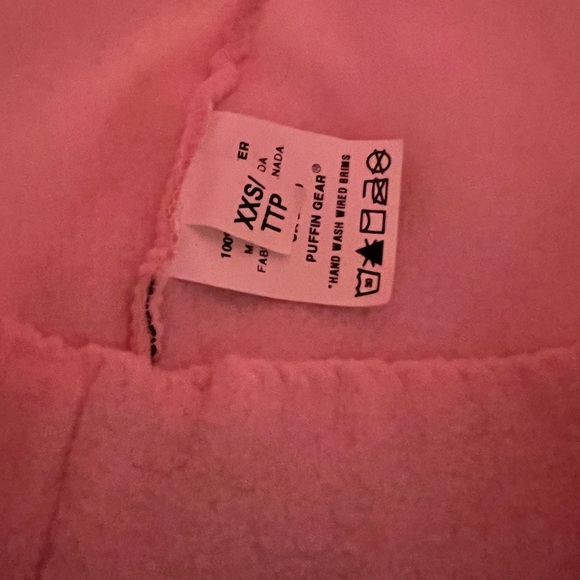 100
ER
M
DA
FAB
NADA
XXS/
TTP
PUFFIN GEAR®
*HAND WASH WIRED BRIMS